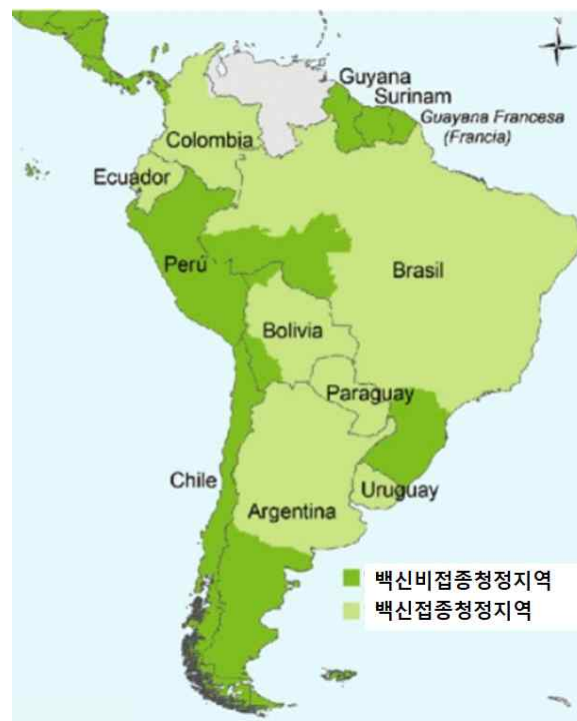 Guyana
Surinam
Guayana Francesa
(Francia)
Colombia
Ecuador
Perú
Brasil
Bolivia
Paraguay
Chile
Uruguay
Argentina
백신비접종청정지역
백신접종청정지역